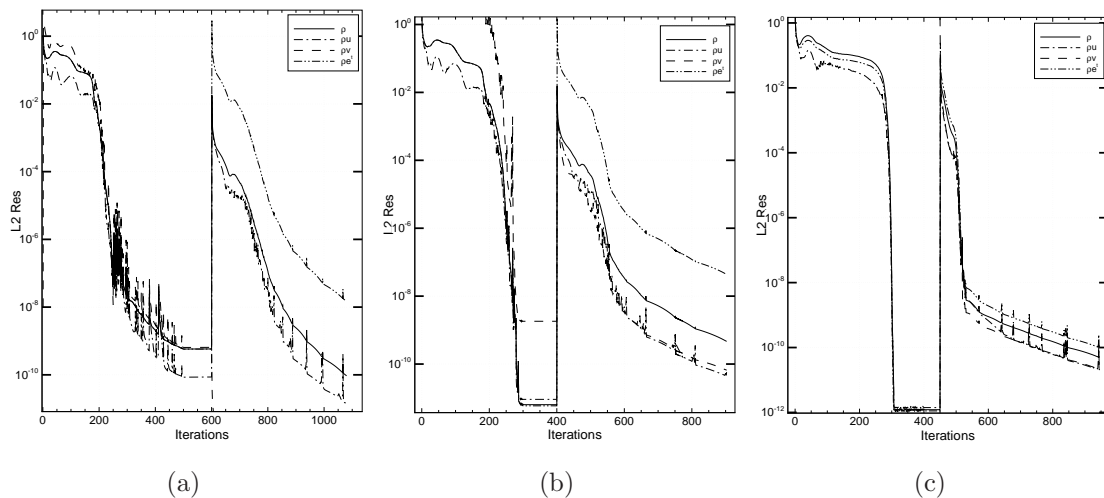 10^0
10^-2
10^-4
10^-6
10^-8
10^-10
L2 Res
0 200 400 600 800 1000
Iterations
ρ
ρu
ρv
ρe^t
(a)
10^0
10^-2
10^-4
10^-6
10^-8
10^-10
L2 Res
0 200 400 600 800
Iterations
ρ
ρu
ρv
ρe^t
(b)
10^0
10^-2
10^-4
10^-6
10^-8
10^-10
10^-12
L2 Res
0 200 400 600 800
Iterations
ρ
ρu
ρv
ρe^t
(c)